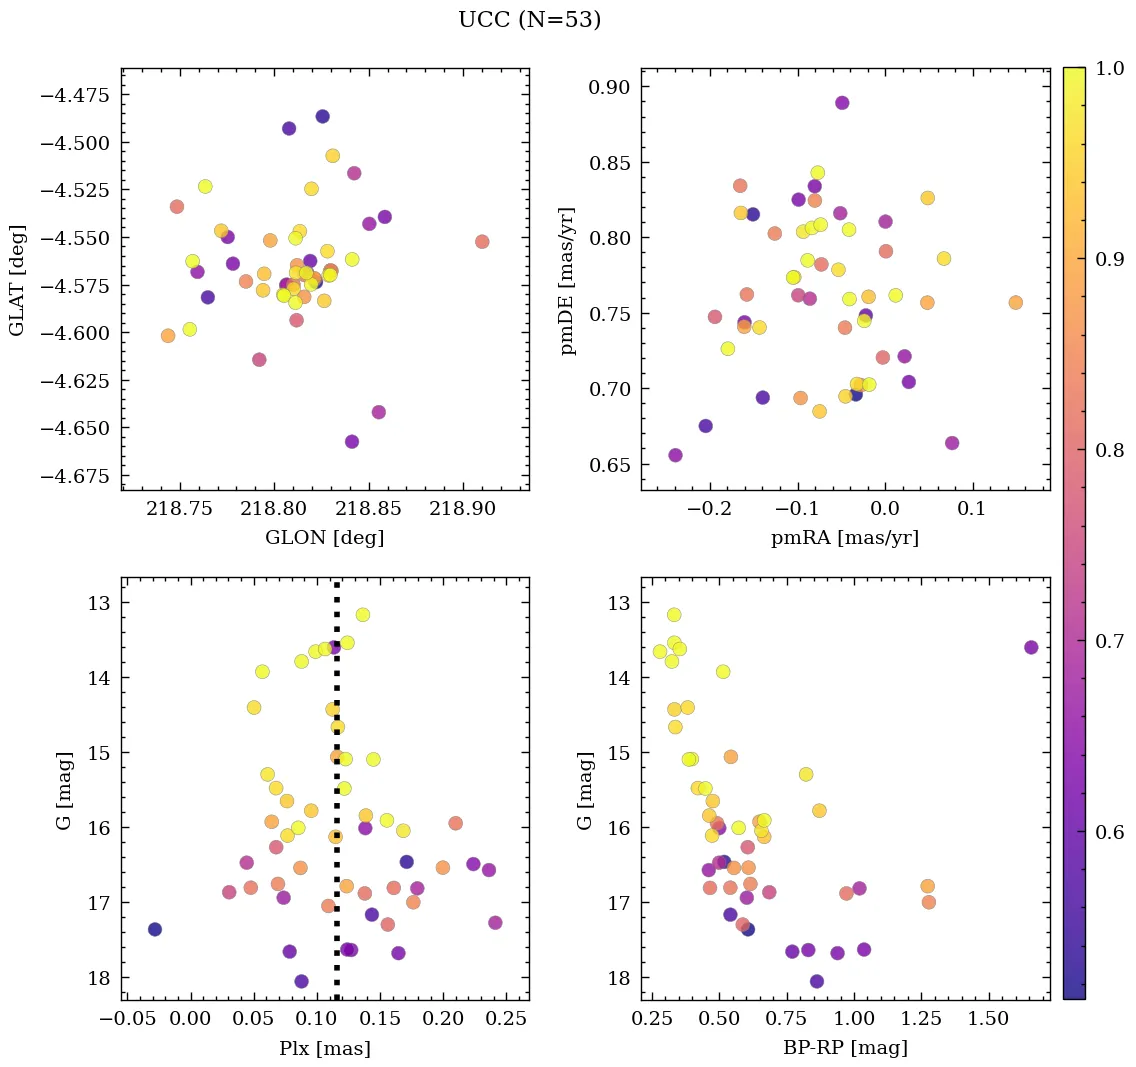 UCC (N=53)
−4.475
−4.500
−4.525
−4.550
−4.575
−4.600
−4.625
−4.650
−4.675
GLAT [deg]
218.75 218.80 218.85 218.90
GLON [deg]
0.90
0.85
0.80
0.75
0.70
0.65
pmDE [mas/yr]
−0.2 −0.1 0.0 0.1
pmRA [mas/yr]
13
14
15
16
17
18
G [mag]
−0.05 0.00 0.05 0.10 0.15 0.20 0.25
Plx [mas]
13
14
15
16
17
18
G [mag]
0.25 0.50 0.75 1.00 1.25 1.50
BP-RP [mag]
1.0
0.9
0.8
0.7
0.6